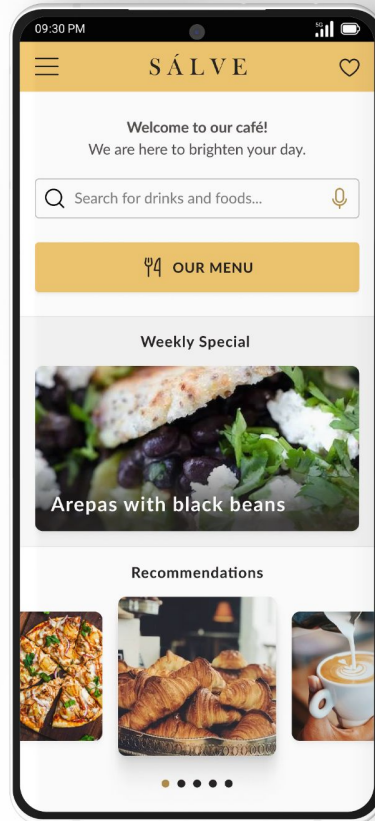 09:30 PM
5G
SÁLVE
Welcome to our café!
We are here to brighten your day.
Search for drinks and foods...
OUR MENU
Weekly Special
Arepas with black beans
Recommendations